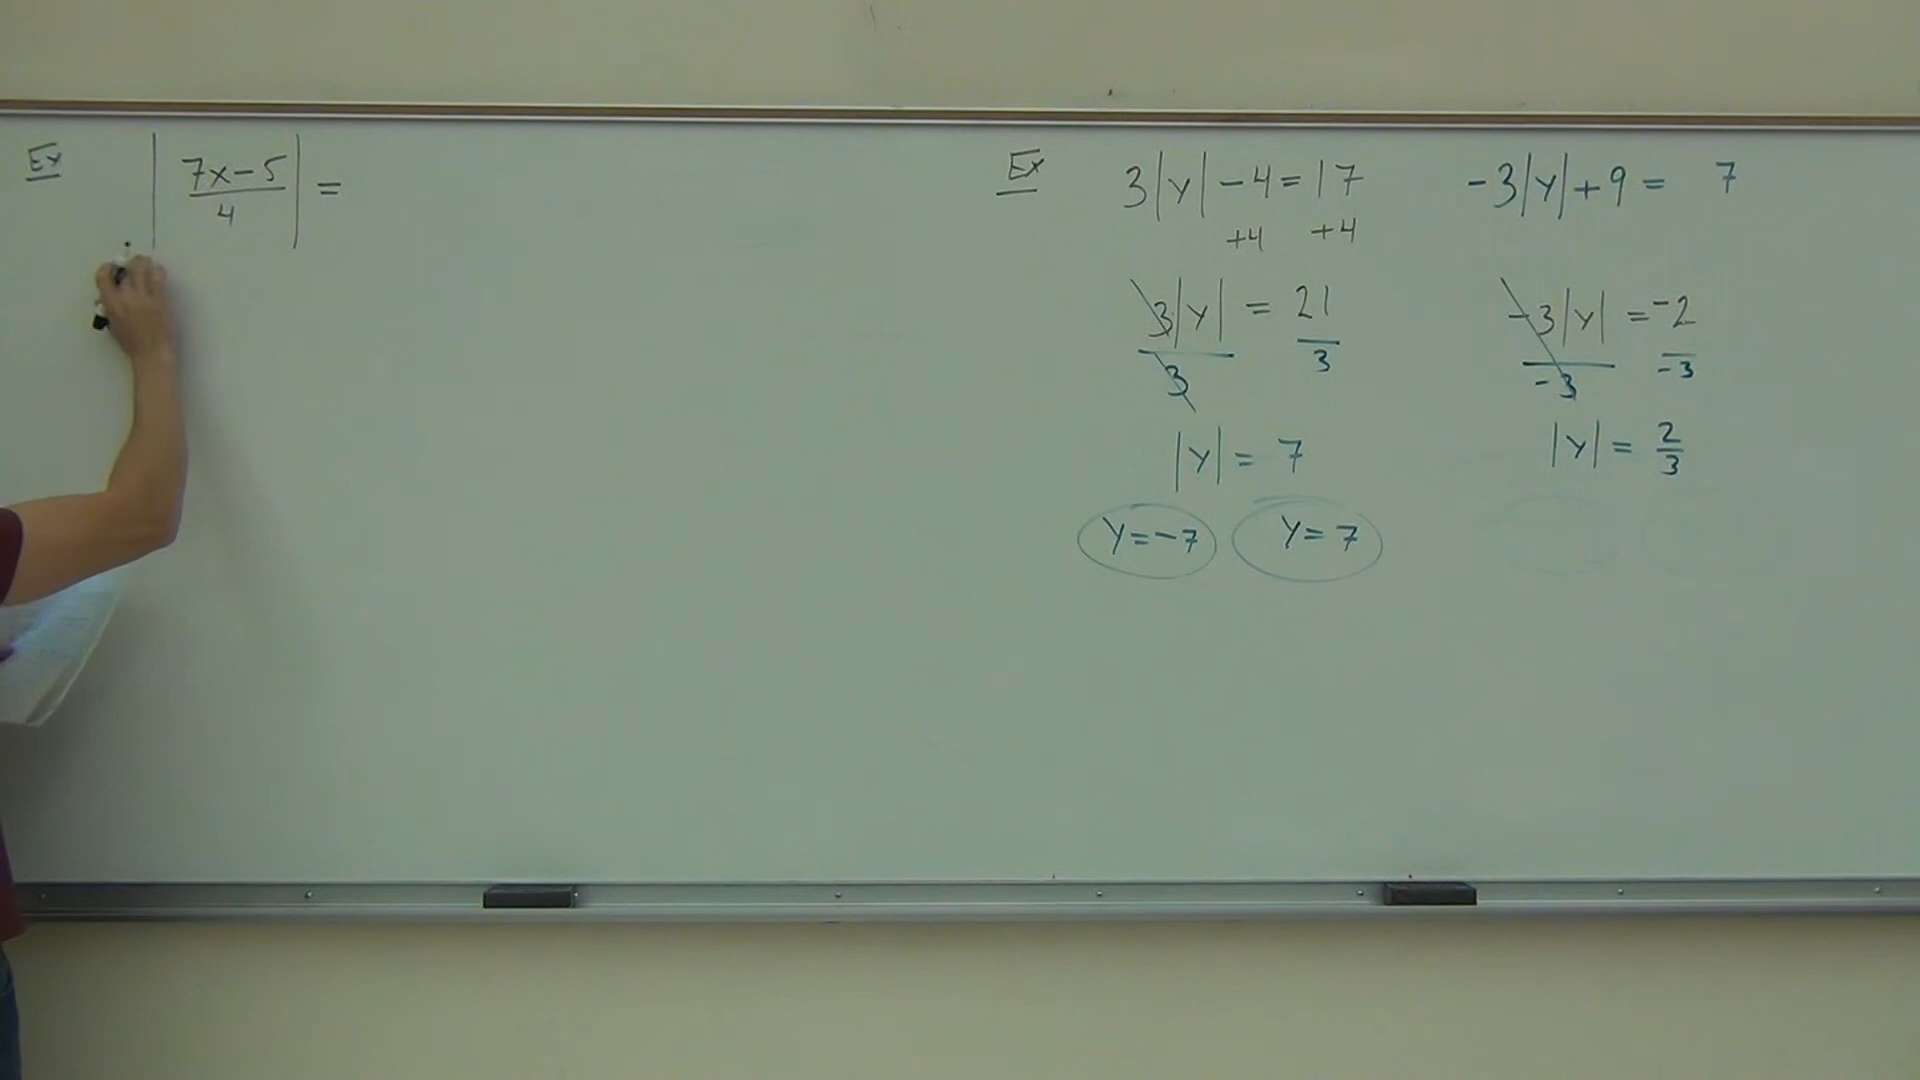 Ex |7x-5/4| =
Ex 3|y| -4 = 17
+4 +4
3|y|/3 = 21/3
|y| = 7
y = -7 y = 7
-3|y| + 9 = 7
-3|y|/-3 = -2/-3
|y| = 2/3